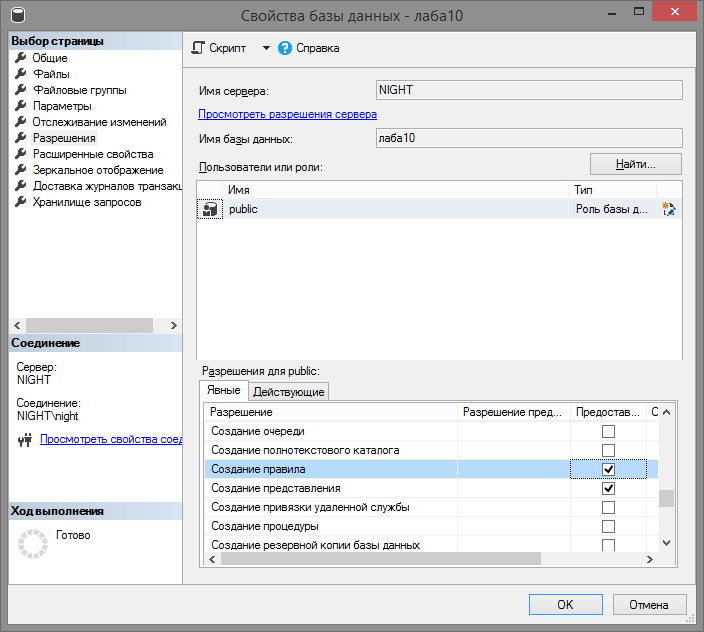 Свойства базы данных - лаба10
Выбор страницы
Общие
Файлы
Файловые группы
Параметры
Отслеживание изменений
Разрешения
Расширенные свойства
Зеркальное отображение
Доставка журналов транзакц
Хранилище запросов
Соединение
Сервер:
NIGHT
Соединение:
NIGHT\night
Просмотреть свойства соед
Ход выполнения
Готово
Скрипт
Справка
Имя сервера:
NIGHT
Просмотреть разрешения сервера
Имя базы данных:
лаба10
Пользователи или роли:
Найти...
Имя Тип
public Роль базы д...
Разрешения для public:
Явные Действующие
Разрешение Разрешение пред... Предостав... С
Создание очереди
Создание полнотекстового каталога
Создание правила
Создание представления
Создание привязки удаленной службы
Создание процедуры
Создание резервной копии базы данных
OK Отмена